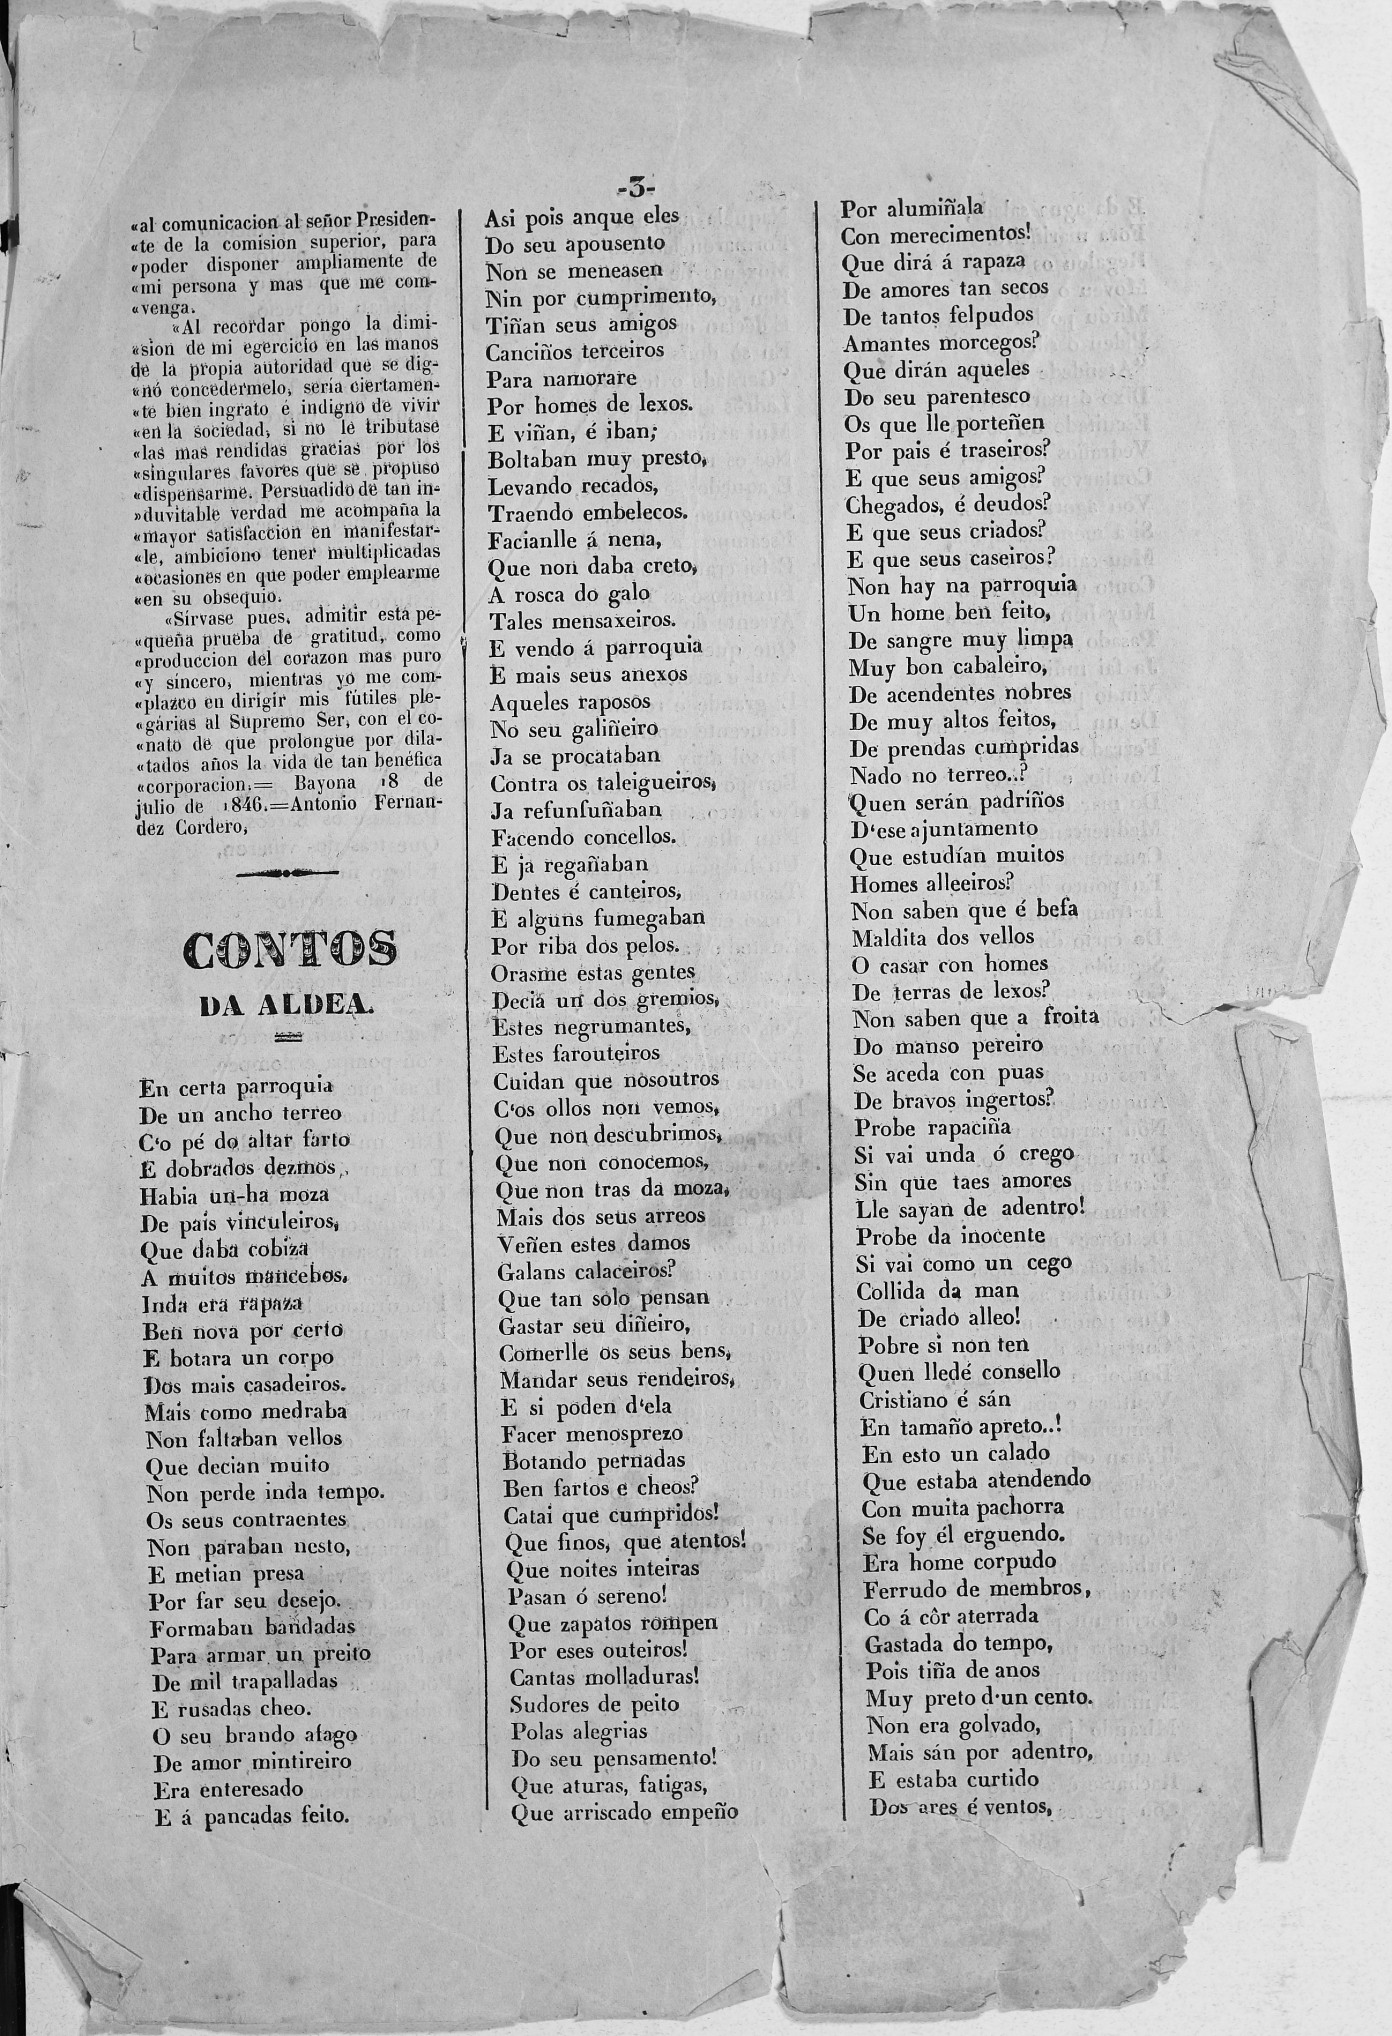 -3-
«al comunicacion al señor Presiden-
«te de la comision superior, para
«poder disponer ampliamente de
«mi persona y mas que me com-
«venga.
«Al recordar pongo la dimi-
«sion de mi egercicio en las manos
de la propia autoridad que se dig-
«nó concedermelo, sería ciertamen-
«te bien ingrato é indigno de vivir
«en la sociedad, si no le tributase
«las mas rendidas gracias por los
«singulares favores que se propuso
«dispensarme. Persuadido de tan in-
»duvitable verdad me acompaña la
«mayor satisfaccion en manifestar-
«le, ambiciono tener multiplicadas
«ocasiones en que poder emplearme
«en su obsequio.
«Sírvase pues, admitir esta pe-
«queña prueba de gratitud, como
«produccion del corazon mas puro
«y sincero, mientras yo me com-
«plazco en dirigir mis fútiles ple-
«gárias al Supremo Ser, con el co-
«nato de que prolongue por dila-
«tados años la vida de tan benéfica
«corporacion.= Bayona 18 de
julio de 1846.=Antonio Fernan-
dez Cordero,
CONTOS
DA ALDEA.
En certa parroquia
De un ancho terreo
C'o pé do altar farto
E dobrados dezmos,
Habia un-ha moza
De pais vinculeiros,
Que daba cobiza
A muitos mancebos.
Inda era rapaza
Ben nova por certo
E botara un corpo
Dos mais casadeiros.
Mais como medraba
Non faltaban vellos
Que decian muito
Non perde inda tempo.
Os seus contraentes
Non paraban nesto,
E metian presa
Por far seu desejo.
Formaban bandadas
Para armar un preito
De mil trapalladas
E rusadas cheo.
O seu brando afago
De amor mintireiro
Era enteresado
E á pancadas feito.
Asi pois anque eles
Do seu apousento
Non se meneasen
Nin por cumprimento,
Tiñan seus amigos
Canciños terceiros
Para namorare
Por homes de lexos.
E viñan, é iban;
Boltaban muy presto,
Levando recados,
Traendo embelecos.
Facianlle á nena,
Que non daba creto,
A rosca do galo
Tales mensaxeiros.
E vendo á parroquia
E mais seus anexos
Aqueles raposos
No seu galiñeiro
Ja se procataban
Contra os taleigueiros,
Ja refunfuñaban
Facendo concellos.
E ja regañaban
Dentes é canteiros,
E alguns fumegaban
Por riba dos pelos.
Orasme estas gentes
Decia un dos gremios,
Estes negrumantes,
Estes farouteiros
Cuidan que nosoutros
C'os ollos non vemos,
Que non descubrimos,
Que non conocemos,
Que non tras da moza,
Mais dos seus arreos
Veñen estes damos
Galans calaceiros?
Que tan solo pensan
Gastar seu diñeiro,
Comerlle os seus bens,
Mandar seus rendeiros,
E si poden d'ela
Facer menosprezo
Botando pernadas
Ben fartos e cheos?
Catai que cumpridos!
Que finos, que atentos!
Que noites inteiras
Pasan ó sereno!
Que zapatos rompen
Por eses outeiros!
Cantas molladuras!
Sudores de peito
Polas alegrias
Do seu pensamento!
Que aturas, fatigas,
Que arriscado empeño
Por alumiñala
Con merecimentos!
Que dirá á rapaza
De amores tan secos
De tantos felpudos
Amantes morcegos?
Que dirán aqueles
Do seu parentesco
Os que lle porteñen
Por pais é traseiros?
E que seus amigos?
Chegados, é deudos?
E que seus criados?
E que seus caseiros?
Non hay na parroquia
Un home ben feito,
De sangre muy limpa
Muy bon cabaleiro,
De acendentes nobres
De muy altos feitos,
De prendas cumpridas
Nado no terreo..?
Quen serán padriños
D'ese ajuntamento
Que estudían muitos
Homes alleeiros?
Non saben que é befa
Maldita dos vellos
O casar con homes
De terras de lexos?
Non saben que a froita
Do manso pereiro
Se aceda con puas
De bravos ingertos?
Probe rapaciña
Si vai unda ó crego
Sin que taes amores
Lle sayan de adentro!
Probe da inocente
Si vai como un cego
Collida da man
De criado alleo!
Pobre si non ten
Quen lledé consello
Cristiano é sán
En tamaño apreto..!
En esto un calado
Que estaba atendendo
Con muita pachorra
Se foy él erguendo.
Era home corpudo
Ferrudo de membros,
Co á côr aterrada
Gastada do tempo,
Pois tiña de anos
Muy preto d'un cento.
Non era golvado,
Mais sán por adentro,
E estaba curtido
Dos ares é ventos,